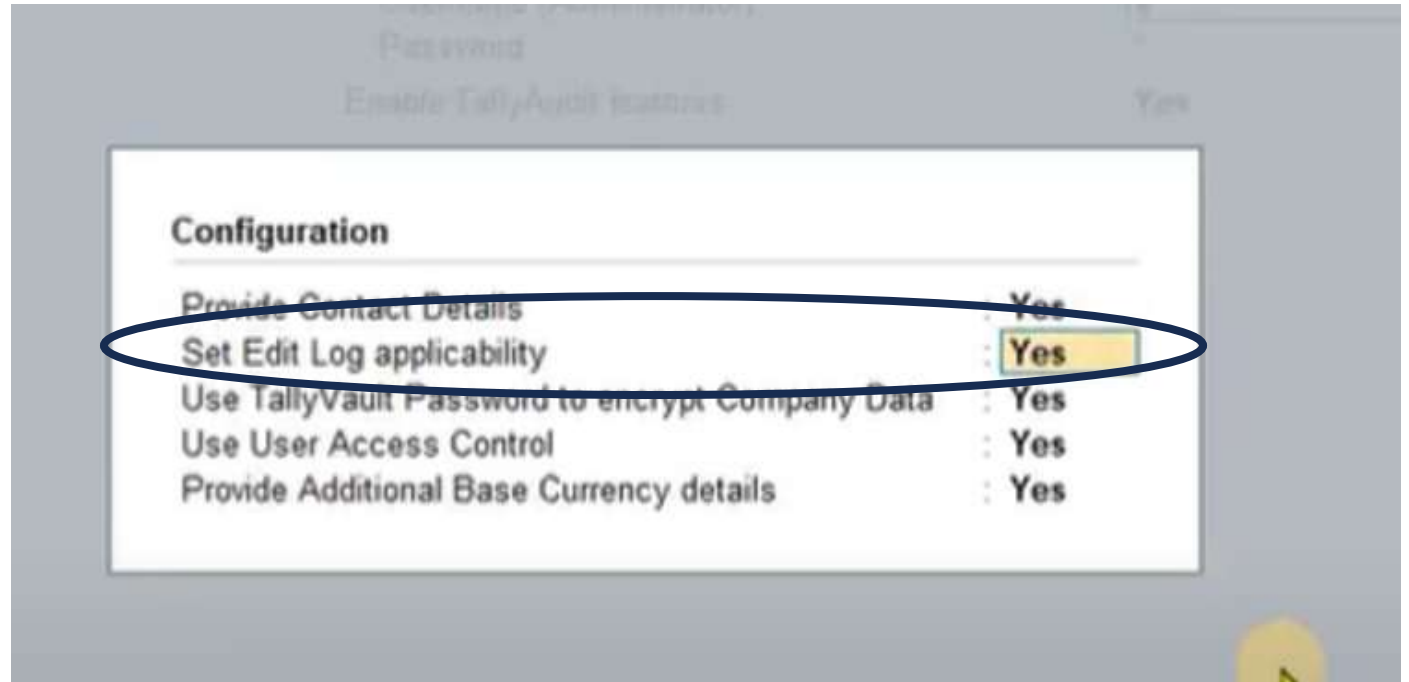 Password
Enable TallyAudit features Yes
Configuration
Provide Contact Details : Yes
Set Edit Log applicability : Yes
Use TallyVault Password to encrypt Company Data : Yes
Use User Access Control : Yes
Provide Additional Base Currency details : Yes